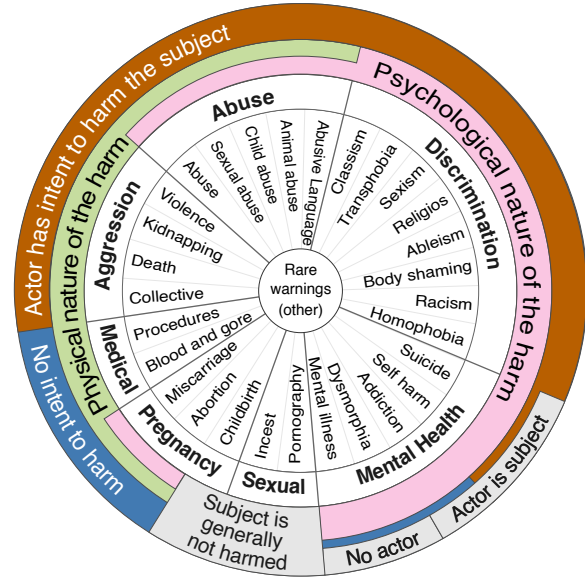 Actor has intent to harm the subject
No intent to harm
Physical nature of the harm
Psychological nature of the harm
Actor is subject
No actor
Subject is
generally
not harmed
Abuse
Abuse
Sexual abuse
Child abuse
Animal abuse
Abusive Language
Discrimination
Classism
Transphobia
Sexism
Religios
Ableism
Body shaming
Racism
Homophobia
Mental Health
Suicide
Self harm
Addiction
Dysmorphia
Mental illness
Sexual
Pornography
Incest
Pregnancy
Childbirth
Abortion
Miscarriage
Medical
Blood and gore
Procedures
Aggression
Collective
Death
Kidnapping
Violence
Rare
warnings
(other)